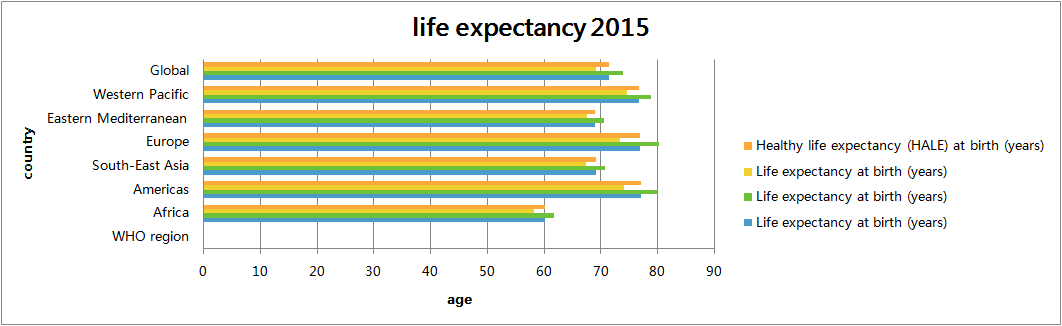 life expectancy 2015
Global
Western Pacific
Eastern Mediterranean
Europe
South-East Asia
Americas
Africa
WHO region
country
0 10 20 30 40 50 60 70 80 90
age
Healthy life expectancy (HALE) at birth (years)
Life expectancy at birth (years)
Life expectancy at birth (years)
Life expectancy at birth (years)